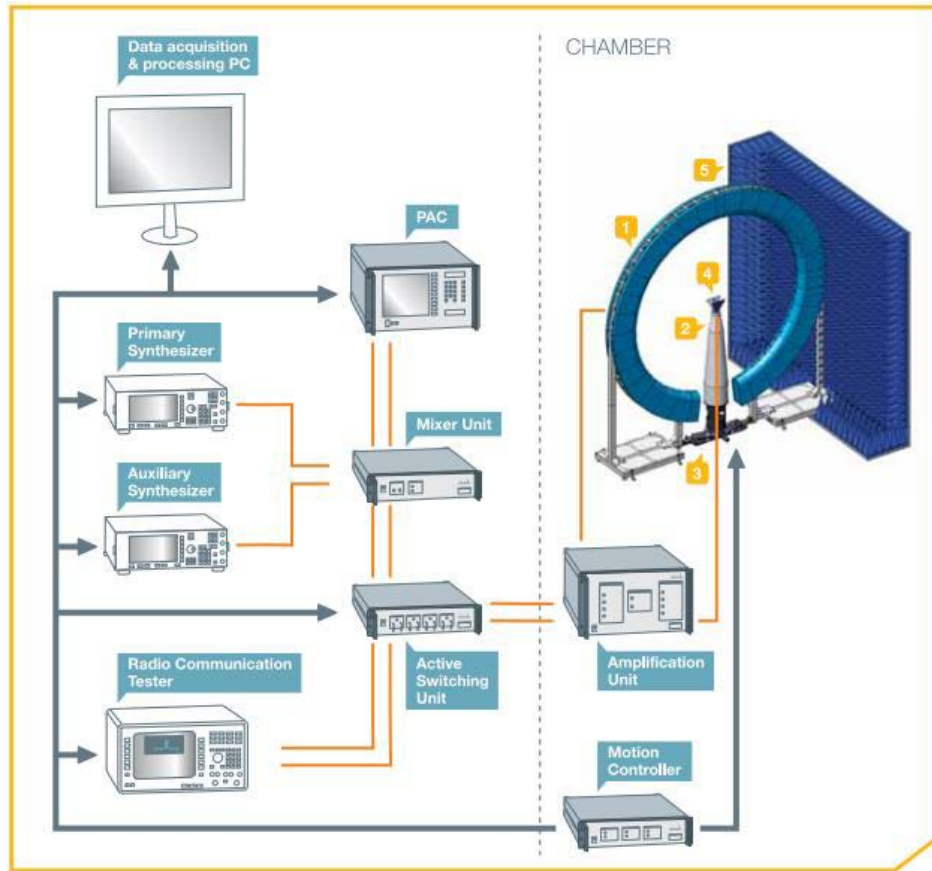 Data acquisition
& processing PC
CHAMBER
5
PAC
1
4
2
Primary
Synthesizer
Mixer Unit
3
Auxiliary
Synthesizer
Radio Communication
Tester
Active
Switching
Unit
Amplification
Unit
Motion
Controller